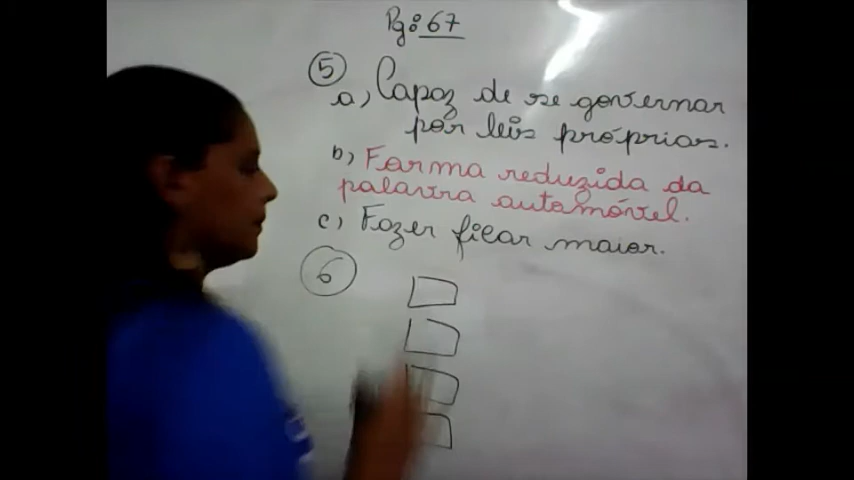 Pg: 67
5
a) Capaz de se governar
por leis próprias.
b) Forma reduzida da
palavra automóvel.
c) Fazer ficar maior.
6